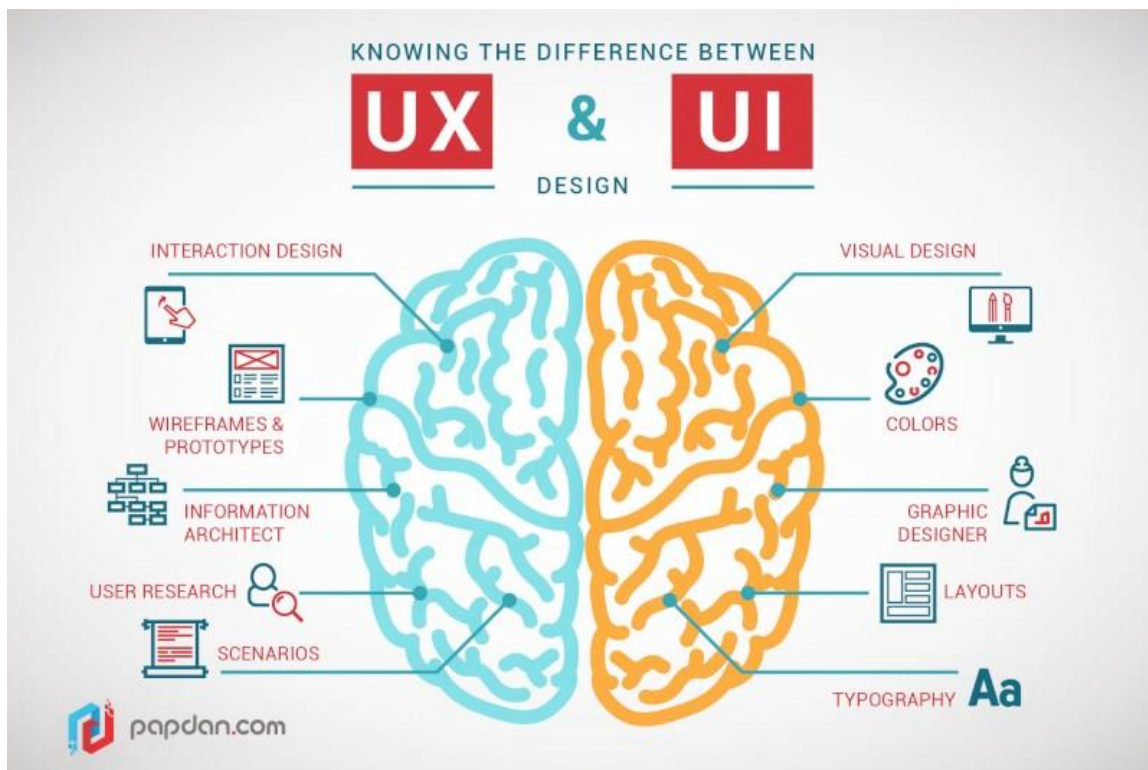 KNOWING THE DIFFERENCE BETWEEN
UX & UI
DESIGN
INTERACTION DESIGN
WIREFRAMES &
PROTOTYPES
INFORMATION
ARCHITECT
USER RESEARCH
SCENARIOS
VISUAL DESIGN
COLORS
GRAPHIC
DESIGNER
LAYOUTS
TYPOGRAPHY Aa
papdan.com